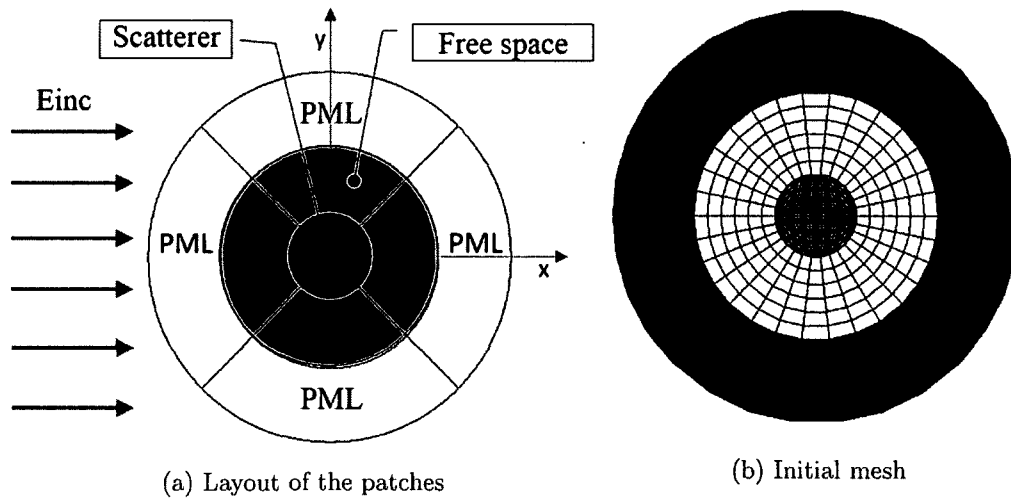 Scatterer
y
Free space
Einc
PML
PML
PML
x
PML
(a) Layout of the patches
(b) Initial mesh